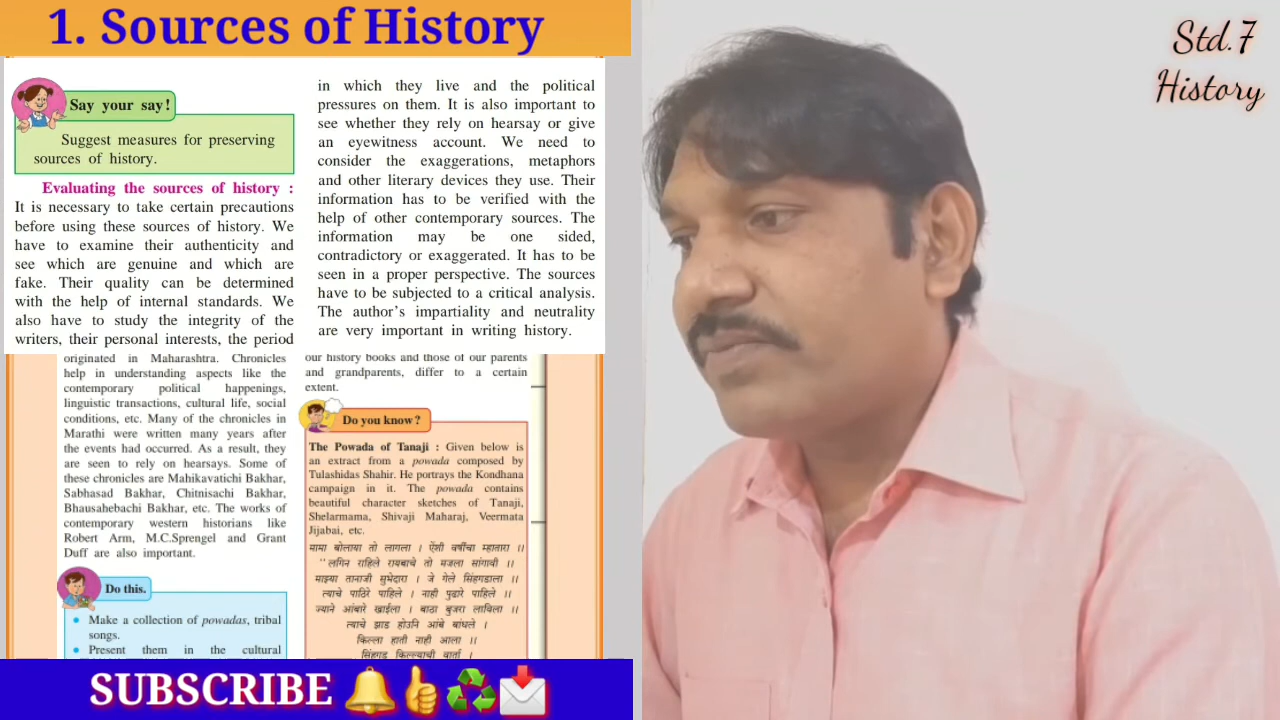 1. Sources of History
Std.7
History
Say your say!
Suggest measures for preserving
sources of history.
Evaluating the sources of history :
It is necessary to take certain precautions
before using these sources of history. We
have to examine their authenticity and
see which are genuine and which are
fake. Their quality can be determined
with the help of internal standards. We
also have to study the integrity of the
writers, their personal interests, the period
in which they live and the political
pressures on them. It is also important to
see whether they rely on hearsay or give
an eyewitness account. We need to
consider the exaggerations, metaphors
and other literary devices they use. Their
information has to be verified with the
help of other contemporary sources. The
information may be one sided,
contradictory or exaggerated. It has to be
seen in a proper perspective. The sources
have to be subjected to a critical analysis.
The author's impartiality and neutrality
are very important in writing history.
originated in Maharashtra. Chronicles
help in understanding aspects like the
contemporary political happenings,
linguistic transactions, cultural life, social
conditions, etc. Many of the chronicles in
Marathi were written many years after
the events had occurred. As a result, they
are seen to rely on hearsays. Some of
these chronicles are Mahikavatichi Bakhar,
Sabhasad Bakhar, Chitnisachi Bakhar,
Bhausahebachi Bakhar, etc. The works of
contemporary western historians like
Robert Arm, M.C.Sprengel and Grant
Duff are also important.
Do this.
• Make a collection of powadas, tribal
songs.
• Present them in the cultural
our history books and those of our parents
and grandparents, differ to a certain
extent.
Do you know?
The Powada of Tanaji : Given below is
an extract from a powada composed by
Tulashidas Shahir. He portrays the Kondhana
campaign in it. The powada contains
beautiful character sketches of Tanaji,
Shelarmama, Shivaji Maharaj, Veermata
Jijabai, etc.
मामा बोलाया तो लागला । ऐंशी वर्षांचा म्हातारा ।।
"लगिन राहिले रायबाचे तो मजला सांगावी ।।
माझ्या तानाजी सुभेदारा । जे गेले सिंहगडाला ।।
त्याचे पाठिरे पाहिले । नाही पुढारे पाहिले ।।
ज्याने आंबारे खाईला । बाठा बुजरा लाविला ।।
त्याचे झाड होउनि आंबे बांधले ।
किल्ला हाती नाही आला ।।
सिंहगड किल्ल्याची वार्ता ।
SUBSCRIBE